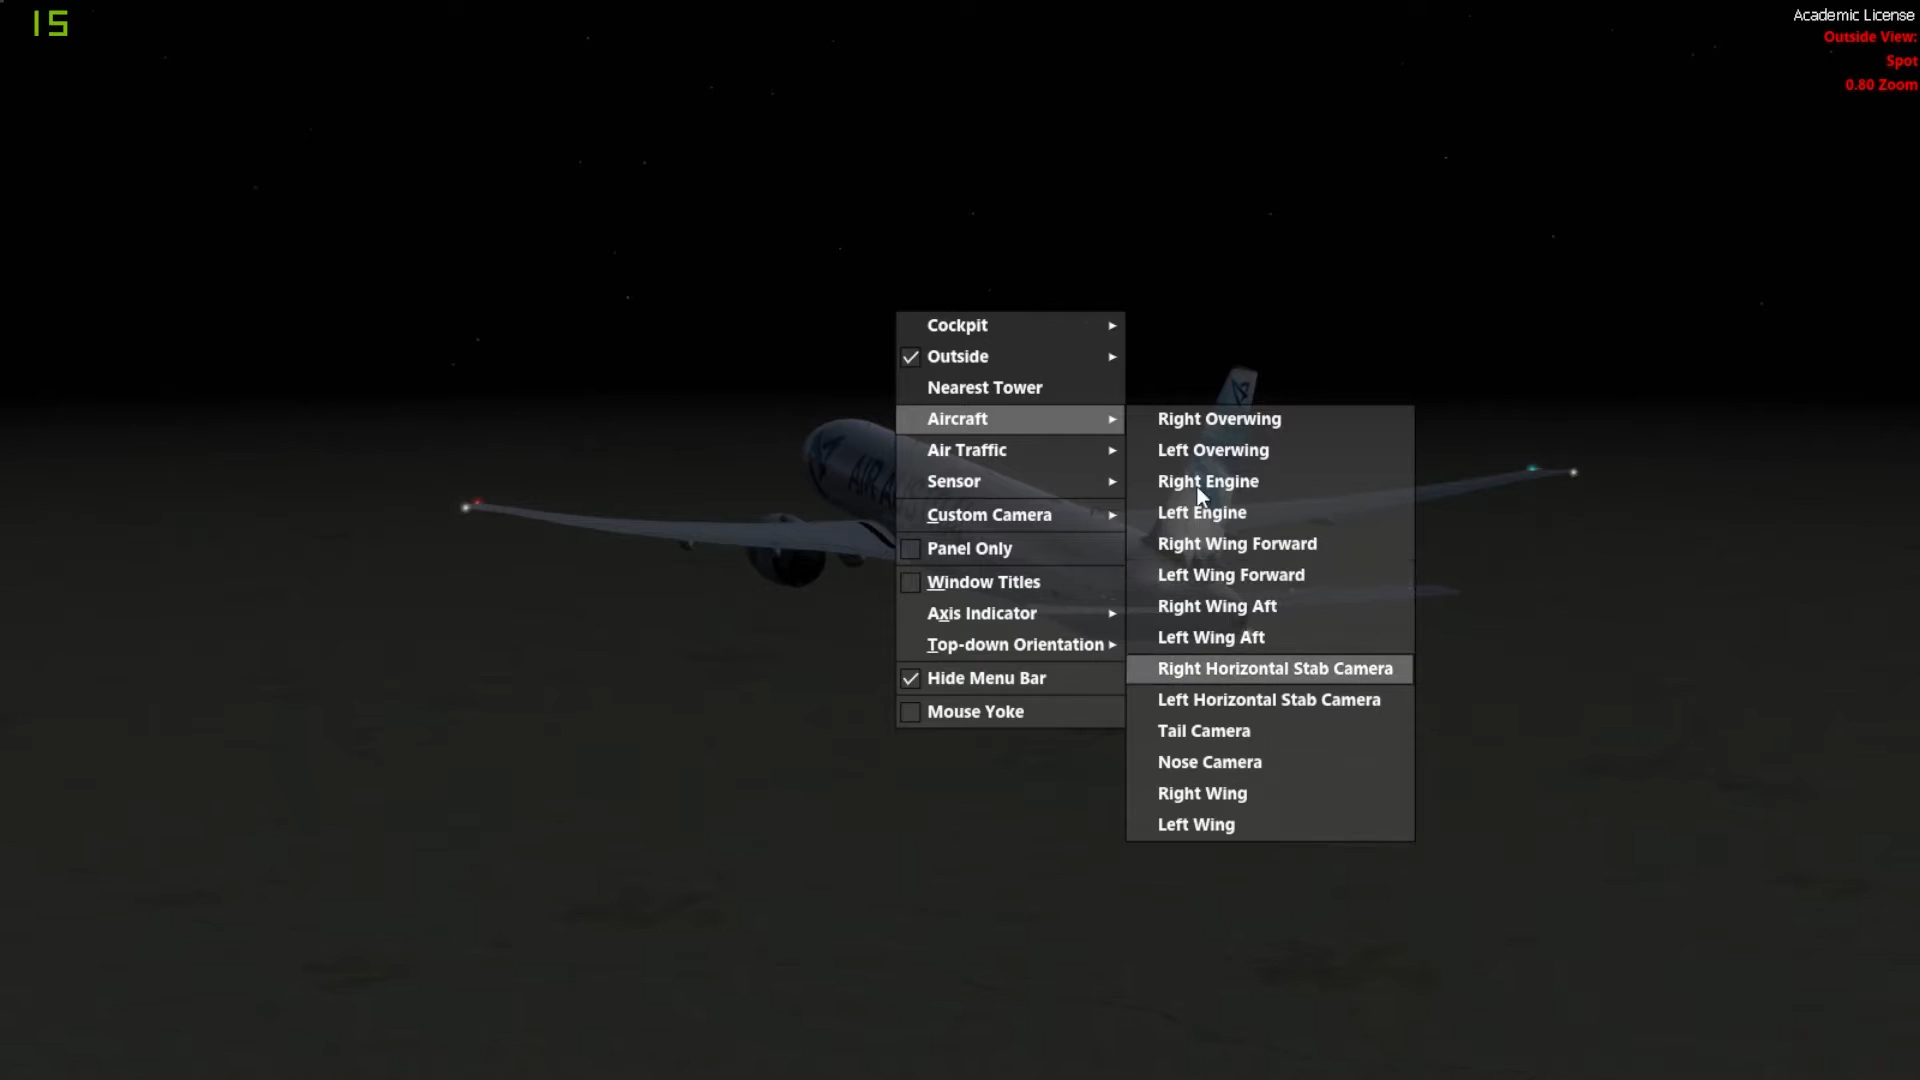 15
Academic License
Outside View:
Spot
0.80 Zoom
Cockpit
Outside
Nearest Tower
Aircraft
Air Traffic
Sensor
Custom Camera
Panel Only
Window Titles
Axis Indicator
Top-down Orientation
Hide Menu Bar
Mouse Yoke
Right Overwing
Left Overwing
Right Engine
Left Engine
Right Wing Forward
Left Wing Forward
Right Wing Aft
Left Wing Aft
Right Horizontal Stab Camera
Left Horizontal Stab Camera
Tail Camera
Nose Camera
Right Wing
Left Wing
AIR